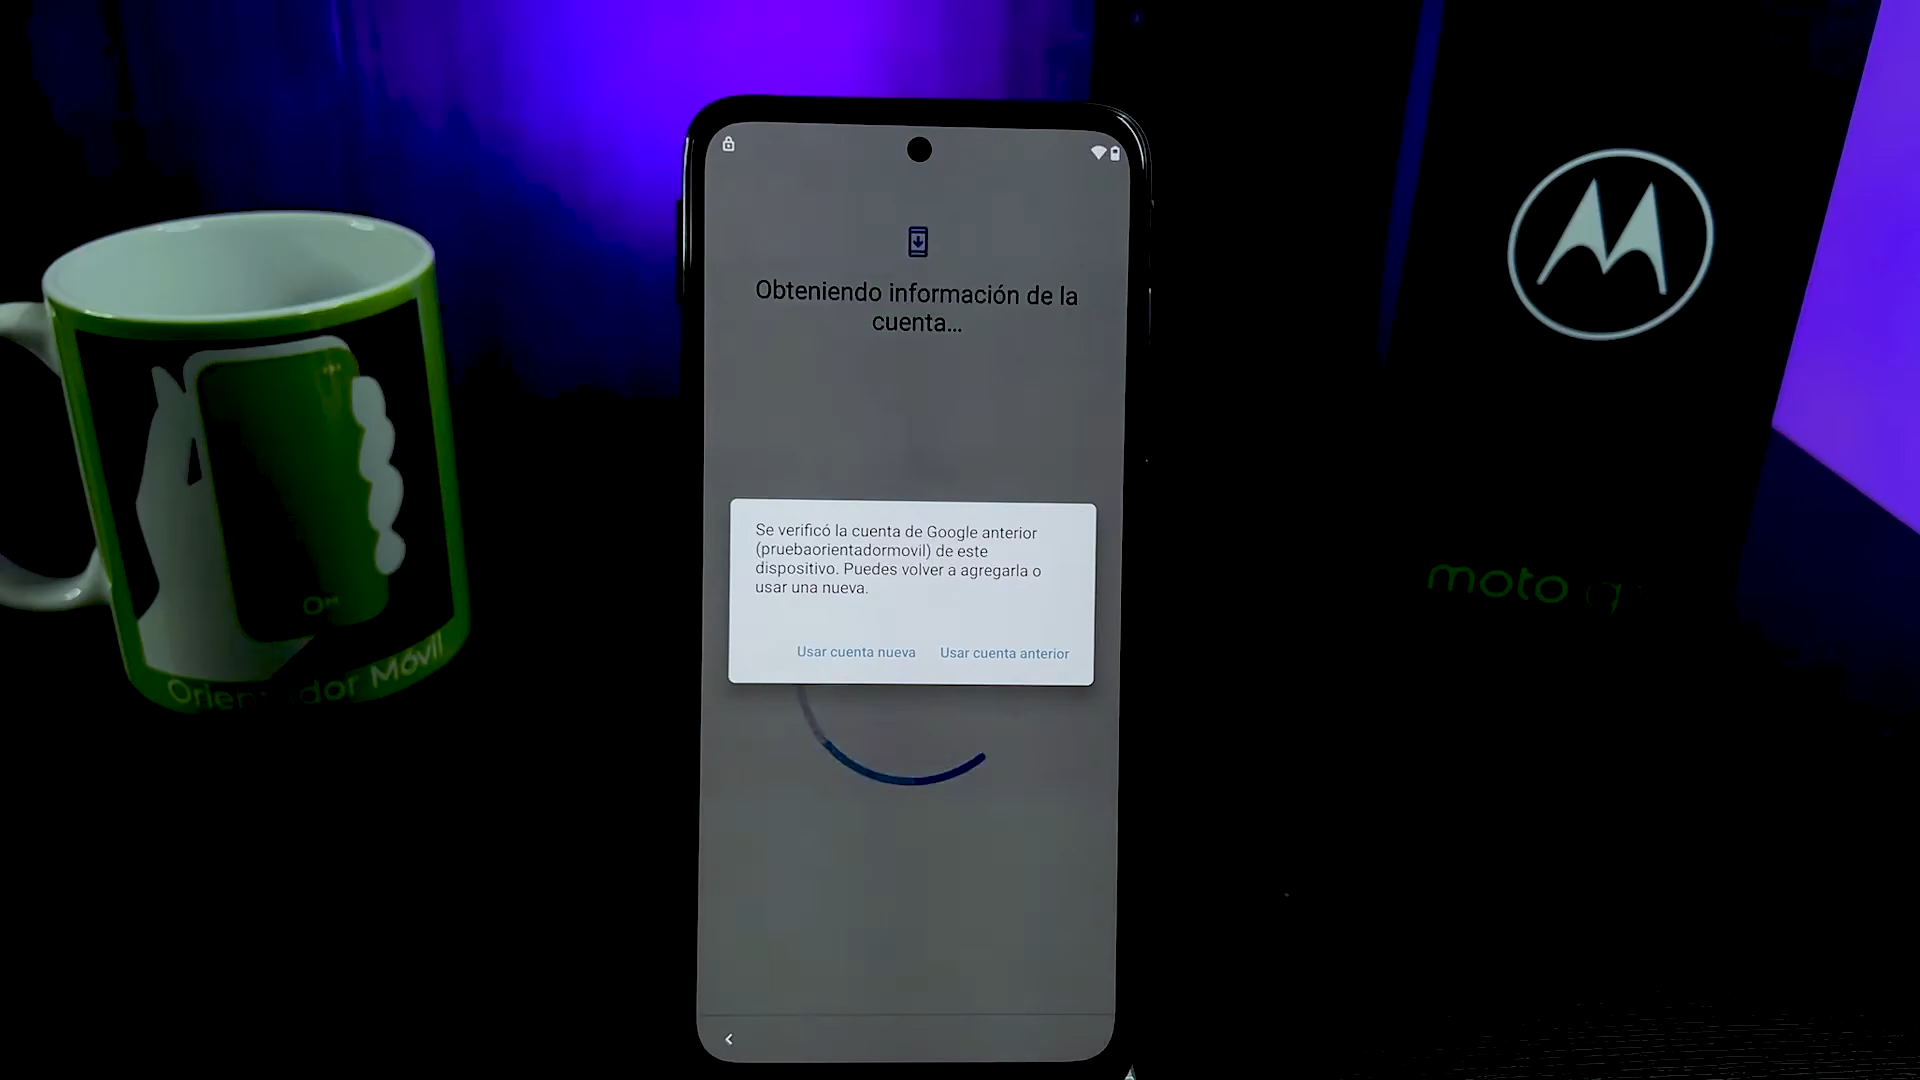 Obteniendo información de la
cuenta...
Se verificó la cuenta de Google anterior
(pruebaorientadormovil) de este
dispositivo. Puedes volver a agregarla o
usar una nueva.
Usar cuenta nueva Usar cuenta anterior
Móvil
moto g